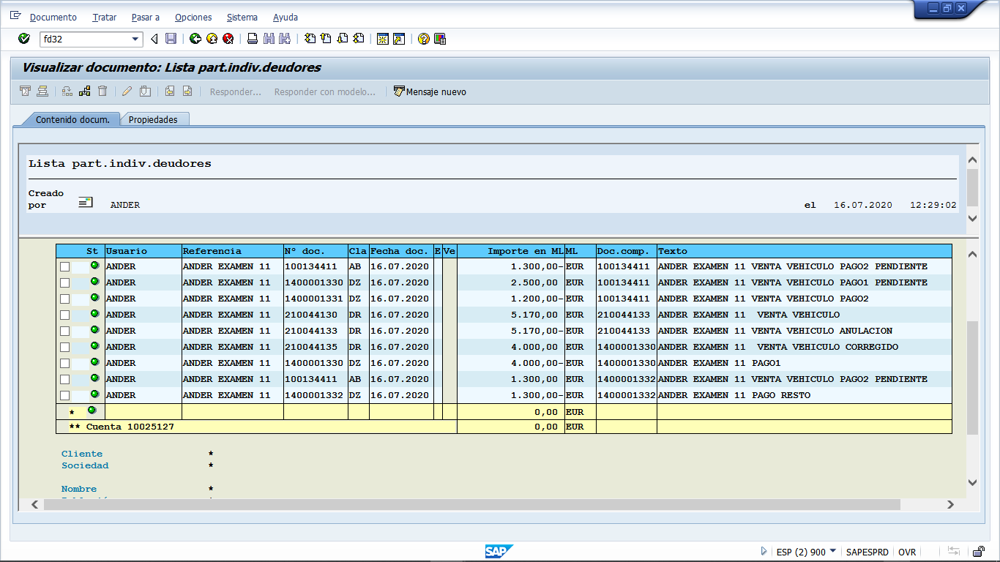 Documento Tratar Pasar a Opciones Sistema Ayuda
fd32
Visualizar documento: Lista part.indiv.deudores
Responder... Responder con modelo... Mensaje nuevo
Contenido docum. Propiedades
Lista part.indiv.deudores
Creado
por ANDER el 16.07.2020 12:29:02
St Usuario Referencia Nº doc. Cla Fecha doc. E Ve Importe en ML ML Doc.comp. Texto
ANDER ANDER EXAMEN 11 100134411 AB 16.07.2020 1.300,00- EUR 100134411 ANDER EXAMEN 11 VENTA VEHICULO PAGO2 PENDIENTE
ANDER ANDER EXAMEN 11 1400001330 DZ 16.07.2020 2.500,00 EUR 100134411 ANDER EXAMEN 11 VENTA VEHICULO PAGO1 PENDIENTE
ANDER ANDER EXAMEN 11 1400001331 DZ 16.07.2020 1.200,00- EUR 100134411 ANDER EXAMEN 11 VENTA VEHICULO PAGO2
ANDER ANDER EXAMEN 11 210044130 DR 16.07.2020 5.170,00 EUR 210044133 ANDER EXAMEN 11  VENTA VEHICULO
ANDER ANDER EXAMEN 11 210044133 DR 16.07.2020 5.170,00- EUR 210044133 ANDER EXAMEN 11 VENTA VEHICULO ANULACION
ANDER ANDER EXAMEN 11 210044135 DR 16.07.2020 4.000,00 EUR 1400001330 ANDER EXAMEN 11  VENTA VEHICULO CORREGIDO
ANDER ANDER EXAMEN 11 1400001330 DZ 16.07.2020 4.000,00- EUR 1400001330 ANDER EXAMEN 11 PAGO1
ANDER ANDER EXAMEN 11 100134411 AB 16.07.2020 1.300,00 EUR 1400001332 ANDER EXAMEN 11 VENTA VEHICULO PAGO2 PENDIENTE
ANDER ANDER EXAMEN 11 1400001332 DZ 16.07.2020 1.300,00- EUR 1400001332 ANDER EXAMEN 11 PAGO RESTO
* 0,00 EUR
** Cuenta 10025127 0,00 EUR
Cliente *
Sociedad *
Nombre *
SAP ESP (2) 900 SAPESPRD OVR